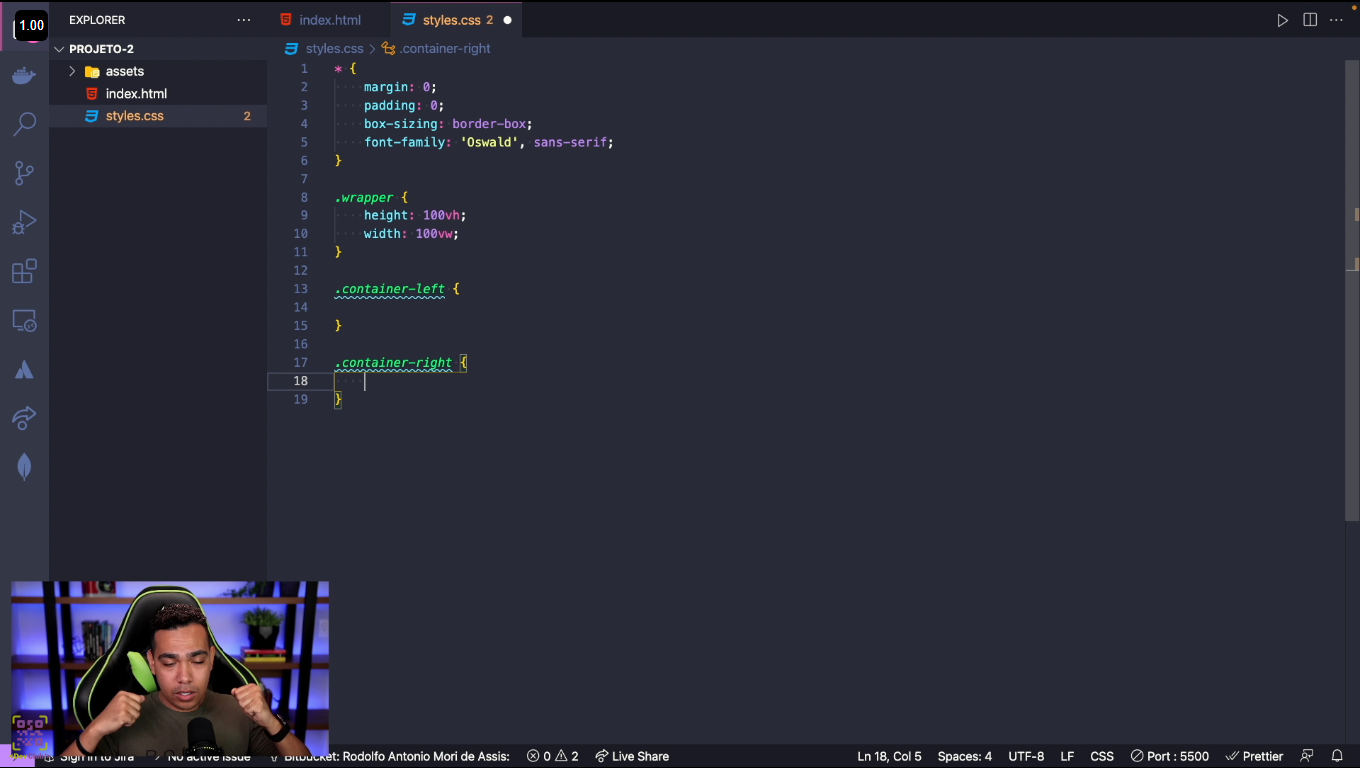 1.00
EXPLORER
PROJETO-2
assets
index.html
styles.css 2
index.html
styles.css 2
styles.css > .container-right
1 * {
2 margin: 0;
3 padding: 0;
4 box-sizing: border-box;
5 font-family: 'Oswald', sans-serif;
6 }
7
8 .wrapper {
9 height: 100vh;
10 width: 100vw;
11 }
12
13 .container-left {
14
15 }
16
17 .container-right {
18
19 }
Sign in to Jira No active issue Bitbucket: Rodolfo Antonio Mori de Assis: 0 2 Live Share Ln 18, Col 5 Spaces: 4 UTF-8 LF CSS Port : 5500 Prettier